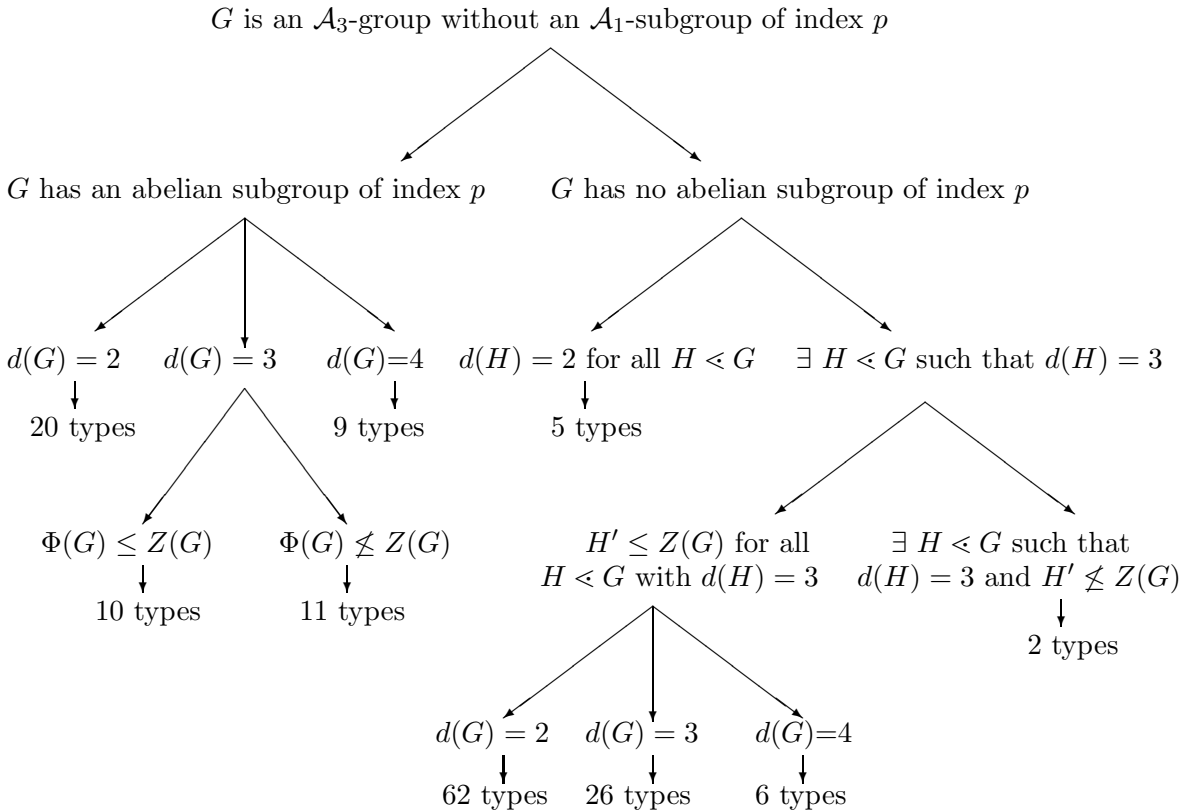 G is an 𝒜₃-group without an 𝒜₁-subgroup of index p
G has an abelian subgroup of index p
G has no abelian subgroup of index p
d(G) = 2
d(G) = 3
d(G)=4
d(H) = 2 for all H ⋖ G
∃ H ⋖ G such that d(H) = 3
20 types
9 types
5 types
Φ(G) ≤ Z(G)
Φ(G) ≰ Z(G)
H′ ≤ Z(G) for all
H ⋖ G with d(H) = 3
∃ H ⋖ G such that
d(H) = 3 and H′ ≰ Z(G)
10 types
11 types
2 types
d(G) = 2
d(G) = 3
d(G)=4
62 types
26 types
6 types